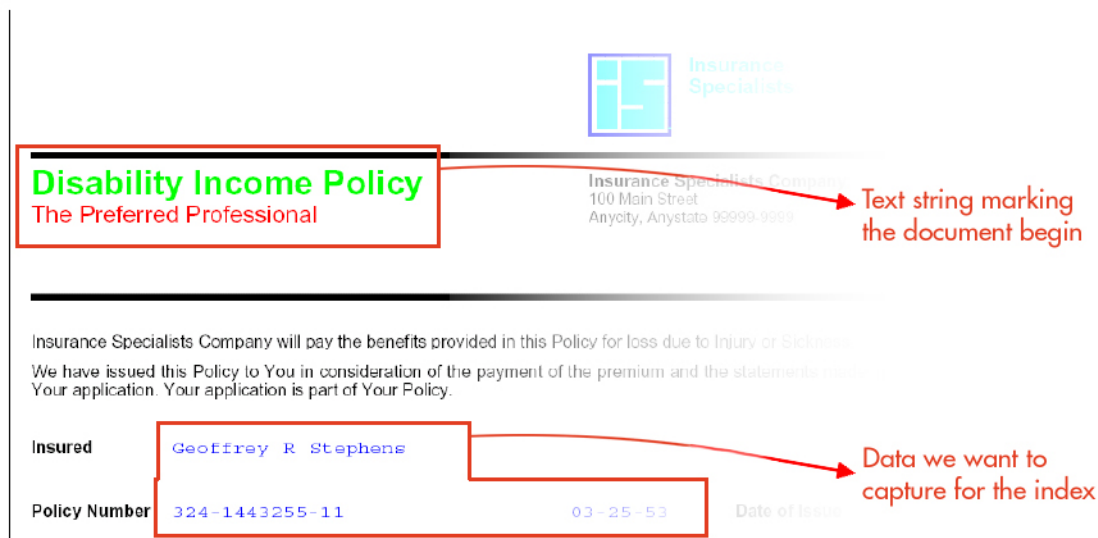 Insurance
Specialists
Disability Income Policy
The Preferred Professional
Insurance Specialists Company
100 Main Street
Anycity, Anystate 99999-9999
Text string marking
the document begin
Insurance Specialists Company will pay the benefits provided in this Policy for loss due to Injury or Sickness
We have issued this Policy to You in consideration of the payment of the premium and the statements
Your application. Your application is part of Your Policy.
Insured Geoffrey R Stephens
Data we want to
capture for the index
Policy Number 324-1443255-11 03-25-53 Date of Issue